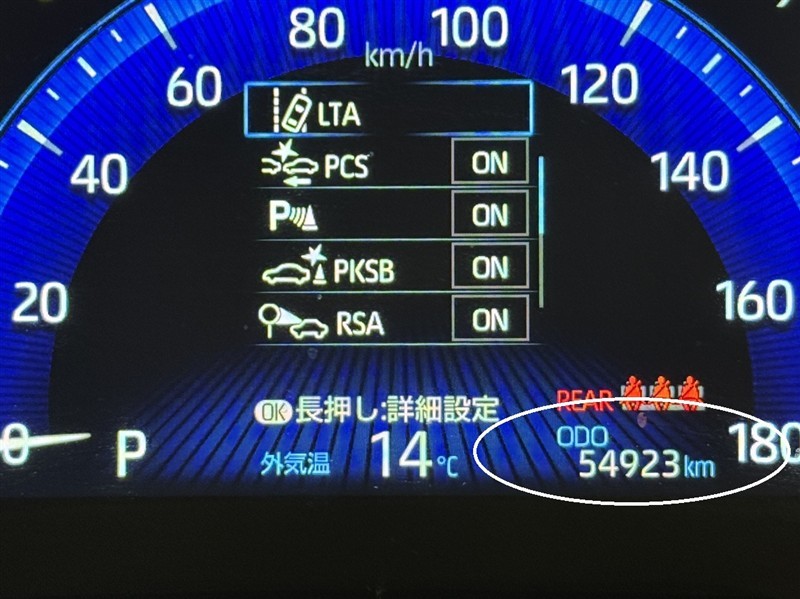 80 100
km/h
60 120
LTA
40 PCS ON 140
P ON
PKSB ON
20 160
RSA ON
REAR
OK 長押し:詳細設定
ODO
0 P 外気温 14℃ 54923km 180